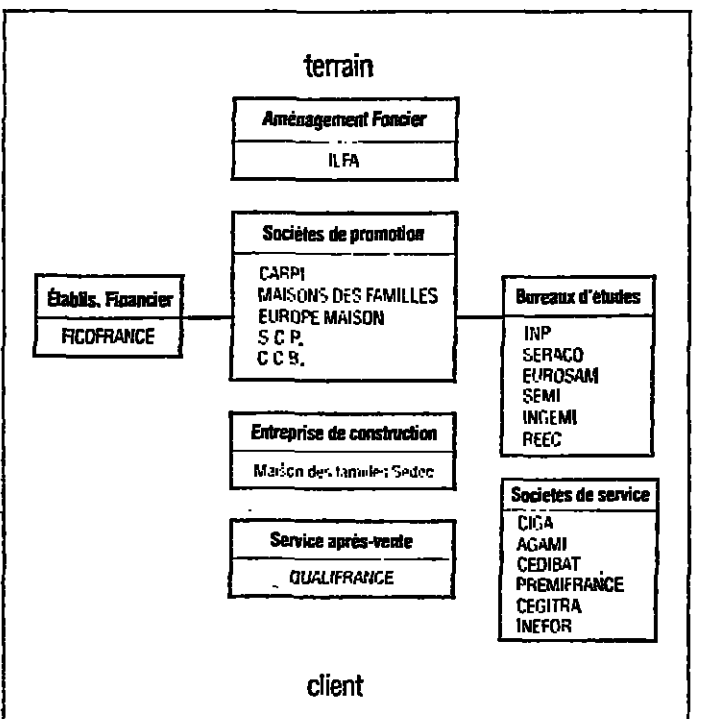 terrain
Aménagement Foncier
ILFA
Sociétes de promotion
CARPI
MAISONS DES FAMILLES
EUROPE MAISON
S C P.
C C B.
Établis. Financier
FICOFRANCE
Bureaux d'études
INP
SERACO
EUROSAM
SEMI
INGEMI
REEC
Entreprise de construction
Maison des familles Sedec
Societes de service
CIGA
AGAMI
CEDIBAT
PREMIFRANCE
CEGITRA
INEFOR
Service après-vente
QUALIFRANCE
client